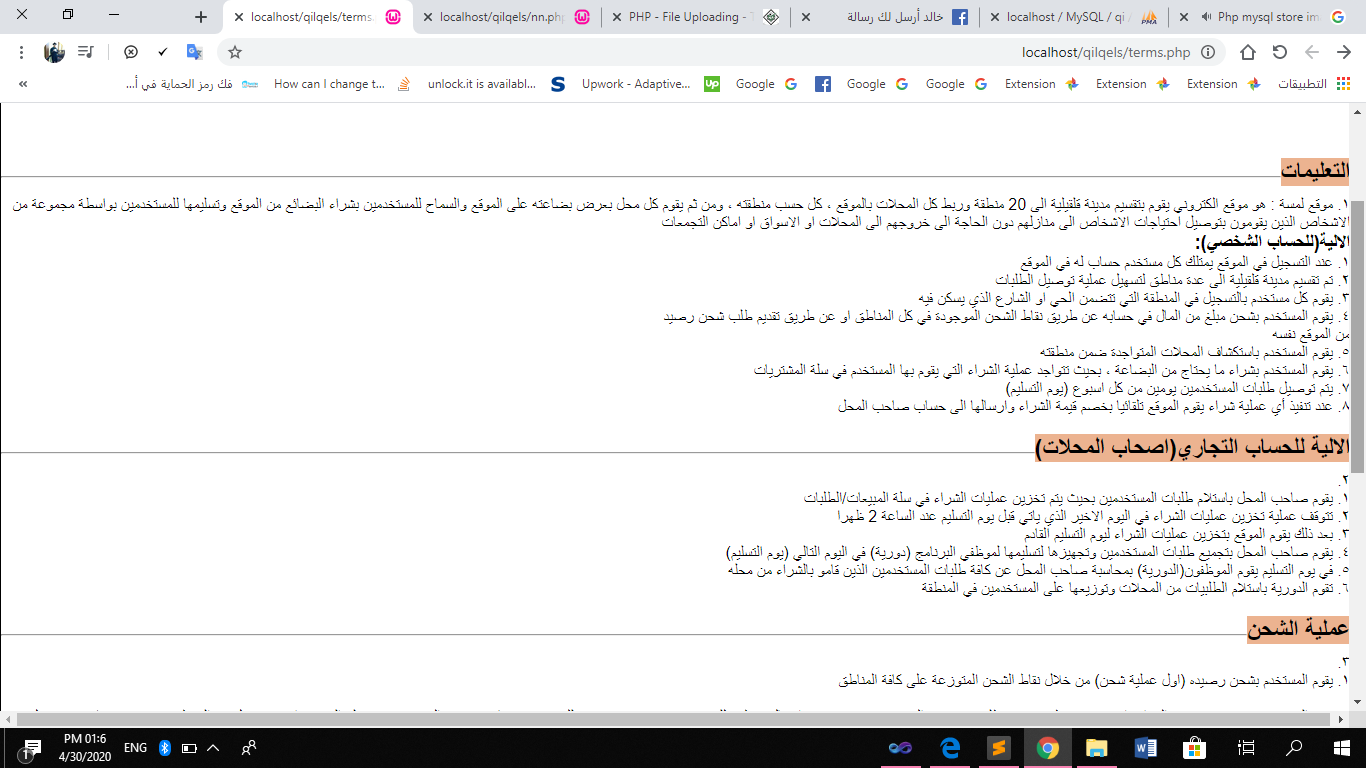 localhost/qilqels/terms.
localhost/qilqels/nn.php
PHP - File Uploading - T
خالد أرسل لك رسالة
localhost / MySQL / qi /
Php mysql store im
localhost/qilqels/terms.php
التطبيقات
Extension
Extension
Extension
Google
Google
Google
Upwork - Adaptive...
unlock.it is availabl...
How can I change t...
فك رمز الحماية في أ...
التعليمات
١. موقع لمسة : هو موقع الكتروني يقوم بتقسيم مدينة قلقيلية الى 20 منطقة وربط كل المحلات بالموقع ، كل حسب منطقته ، ومن ثم يقوم كل محل بعرض بضاعته على الموقع والسماح للمستخدمين بشراء البضائع من الموقع وتسليمها للمستخدمين بواسطة مجموعة من
الاشخاص الذين يقومون بتوصيل أحتياجات الاشخاص الى منازلهم دون الحاجة الى خروجهم الى المحلات او الاسواق او اماكن التجمعات
الالية(للحساب الشخصي):
١. عند التسجيل في الموقع يمتلك كل مستخدم حساب له في الموقع
٢. تم تقسيم مدينة قلقيلية الى عدة مناطق لتسهيل عملية توصيل الطلبات
٣. يقوم كل مستخدم بالتسجيل في المنطقة التي تتضمن الحي او الشارع الذي يسكن فيه
٤. يقوم المستخدم بشحن مبلغ من المال في حسابه عن طريق نقاط الشحن الموجودة في كل المناطق او عن طريق تقديم طلب شحن رصيد
من الموقع نفسه
٥. يقوم المستخدم باستكشاف المحلات المتواجدة ضمن منطقته
٦. يقوم المستخدم بشراء ما يحتاج من البضاعة ، بحيث تتواجد عملية الشراء التي يقوم بها المستخدم في سلة المشتريات
٧. يتم توصيل طلبات المستخدمين يومين من كل اسبوع (يوم التسليم)
٨. عند تنفيذ أي عملية شراء يقوم الموقع تلقائيا بخصم قيمة الشراء وارسالها الى حساب صاحب المحل
الالية للحساب التجاري(اصحاب المحلات)
٢.
١. يقوم صاحب المحل باستلام طلبات المستخدمين بحيث يتم تخزين عمليات الشراء في سلة المبيعات/الطلبات
٢. تتوقف عملية تخزين عمليات الشراء في اليوم الاخير الذي ياتي قبل يوم التسليم عند الساعة 2 ظهرا
٣. بعد ذلك يقوم الموقع بتخزين عمليات الشراء ليوم التسليم القادم
٤. يقوم صاحب المحل بتجميع طلبات المستخدمين وتجهيزها لتسليمها لموظفي البرنامج (دورية) في اليوم التالي (يوم التسليم)
٥. في يوم التسليم يقوم الموظفون(الدورية) بمحاسبة صاحب المحل عن كافة طلبات المستخدمين الذين قامو بالشراء من محله
٦. تقوم الدورية باستلام الطلبيات من المحلات وتوزيعها على المستخدمين في المنطقة
عملية الشحن
٣.
١. يقوم المستخدم بشحن رصيده (اول عملية شحن) من خلال نقاط الشحن المتوزعة على كافة المناطق
PM 01:6
4/30/2020
ENG